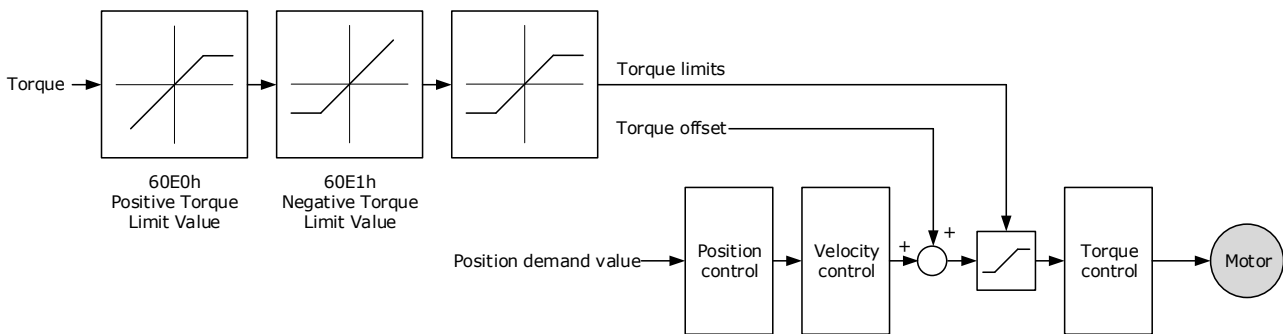 Torque
60E0h
Positive Torque
Limit Value
60E1h
Negative Torque
Limit Value
Torque limits
Torque offset
Position demand value
Position
control
Velocity
control
+
+
Torque
control
Motor